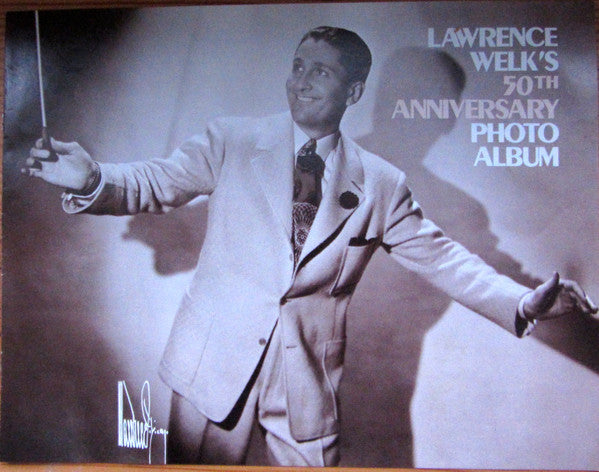 LAWRENCE
WELK'S
50TH
ANNIVERSARY
PHOTO
ALBUM